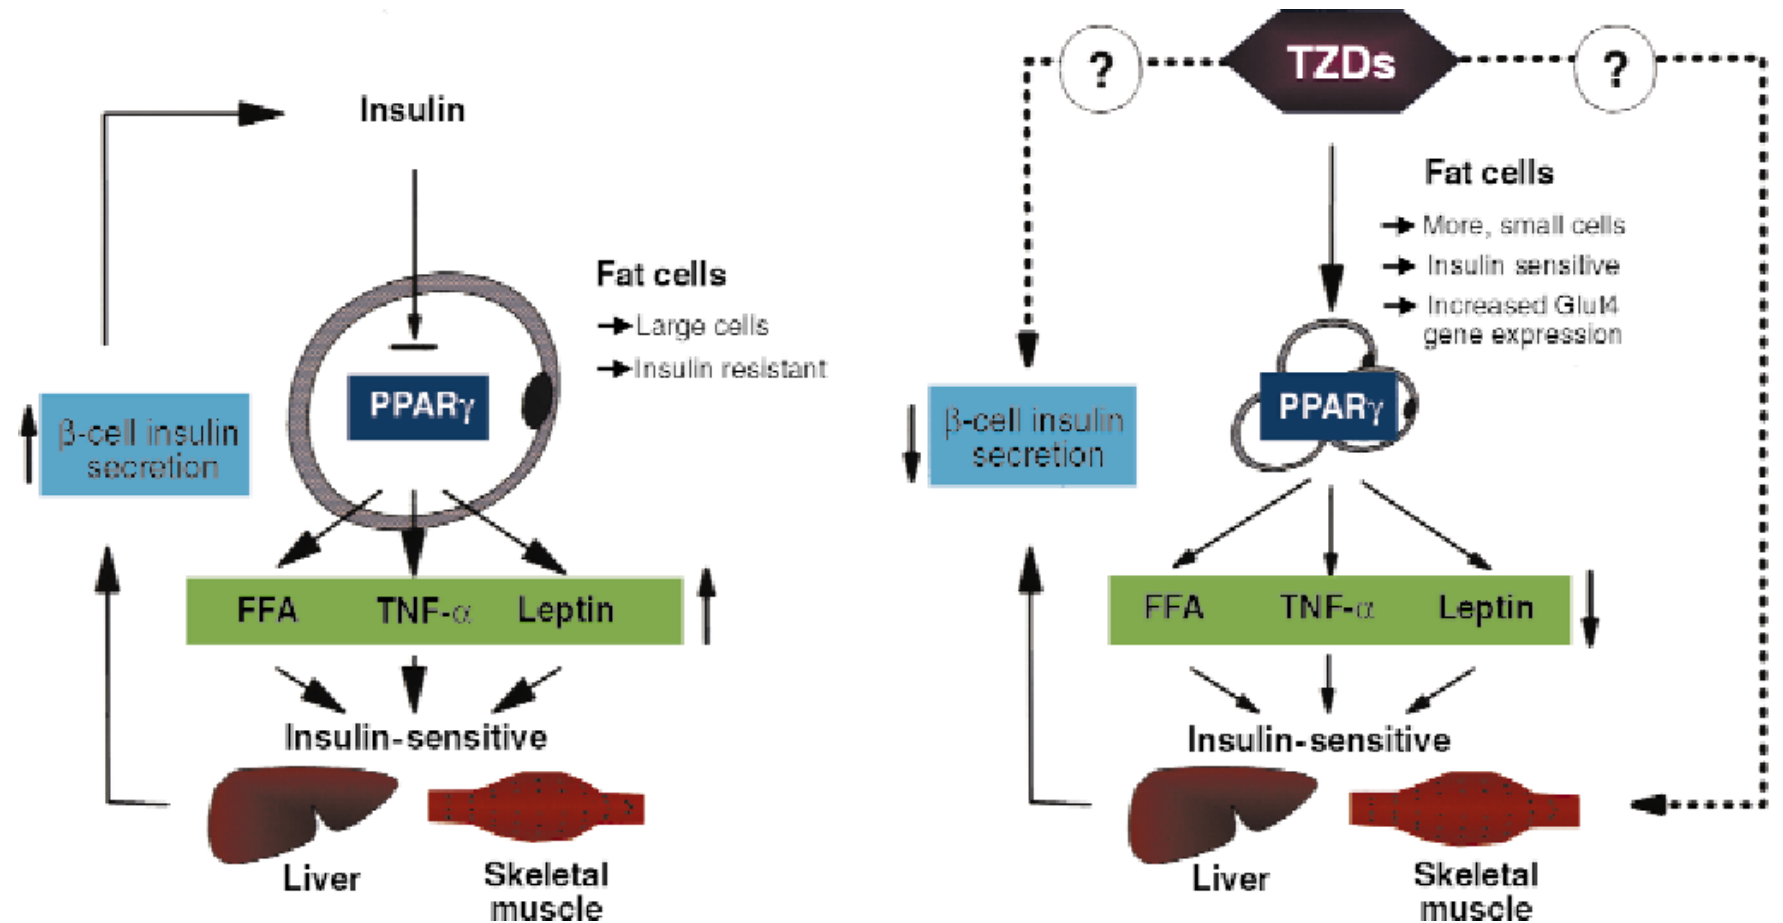 Insulin
Fat cells
Large cells
Insulin resistant
PPARγ
β-cell insulin
secretion
FFA TNF-α Leptin
Insulin-sensitive
Liver
Skeletal
muscle
? TZDs ?
Fat cells
More, small cells
Insulin sensitive
Increased Glut4
gene expression
PPARγ
β-cell insulin
secretion
FFA TNF-α Leptin
Insulin-sensitive
Liver
Skeletal
muscle